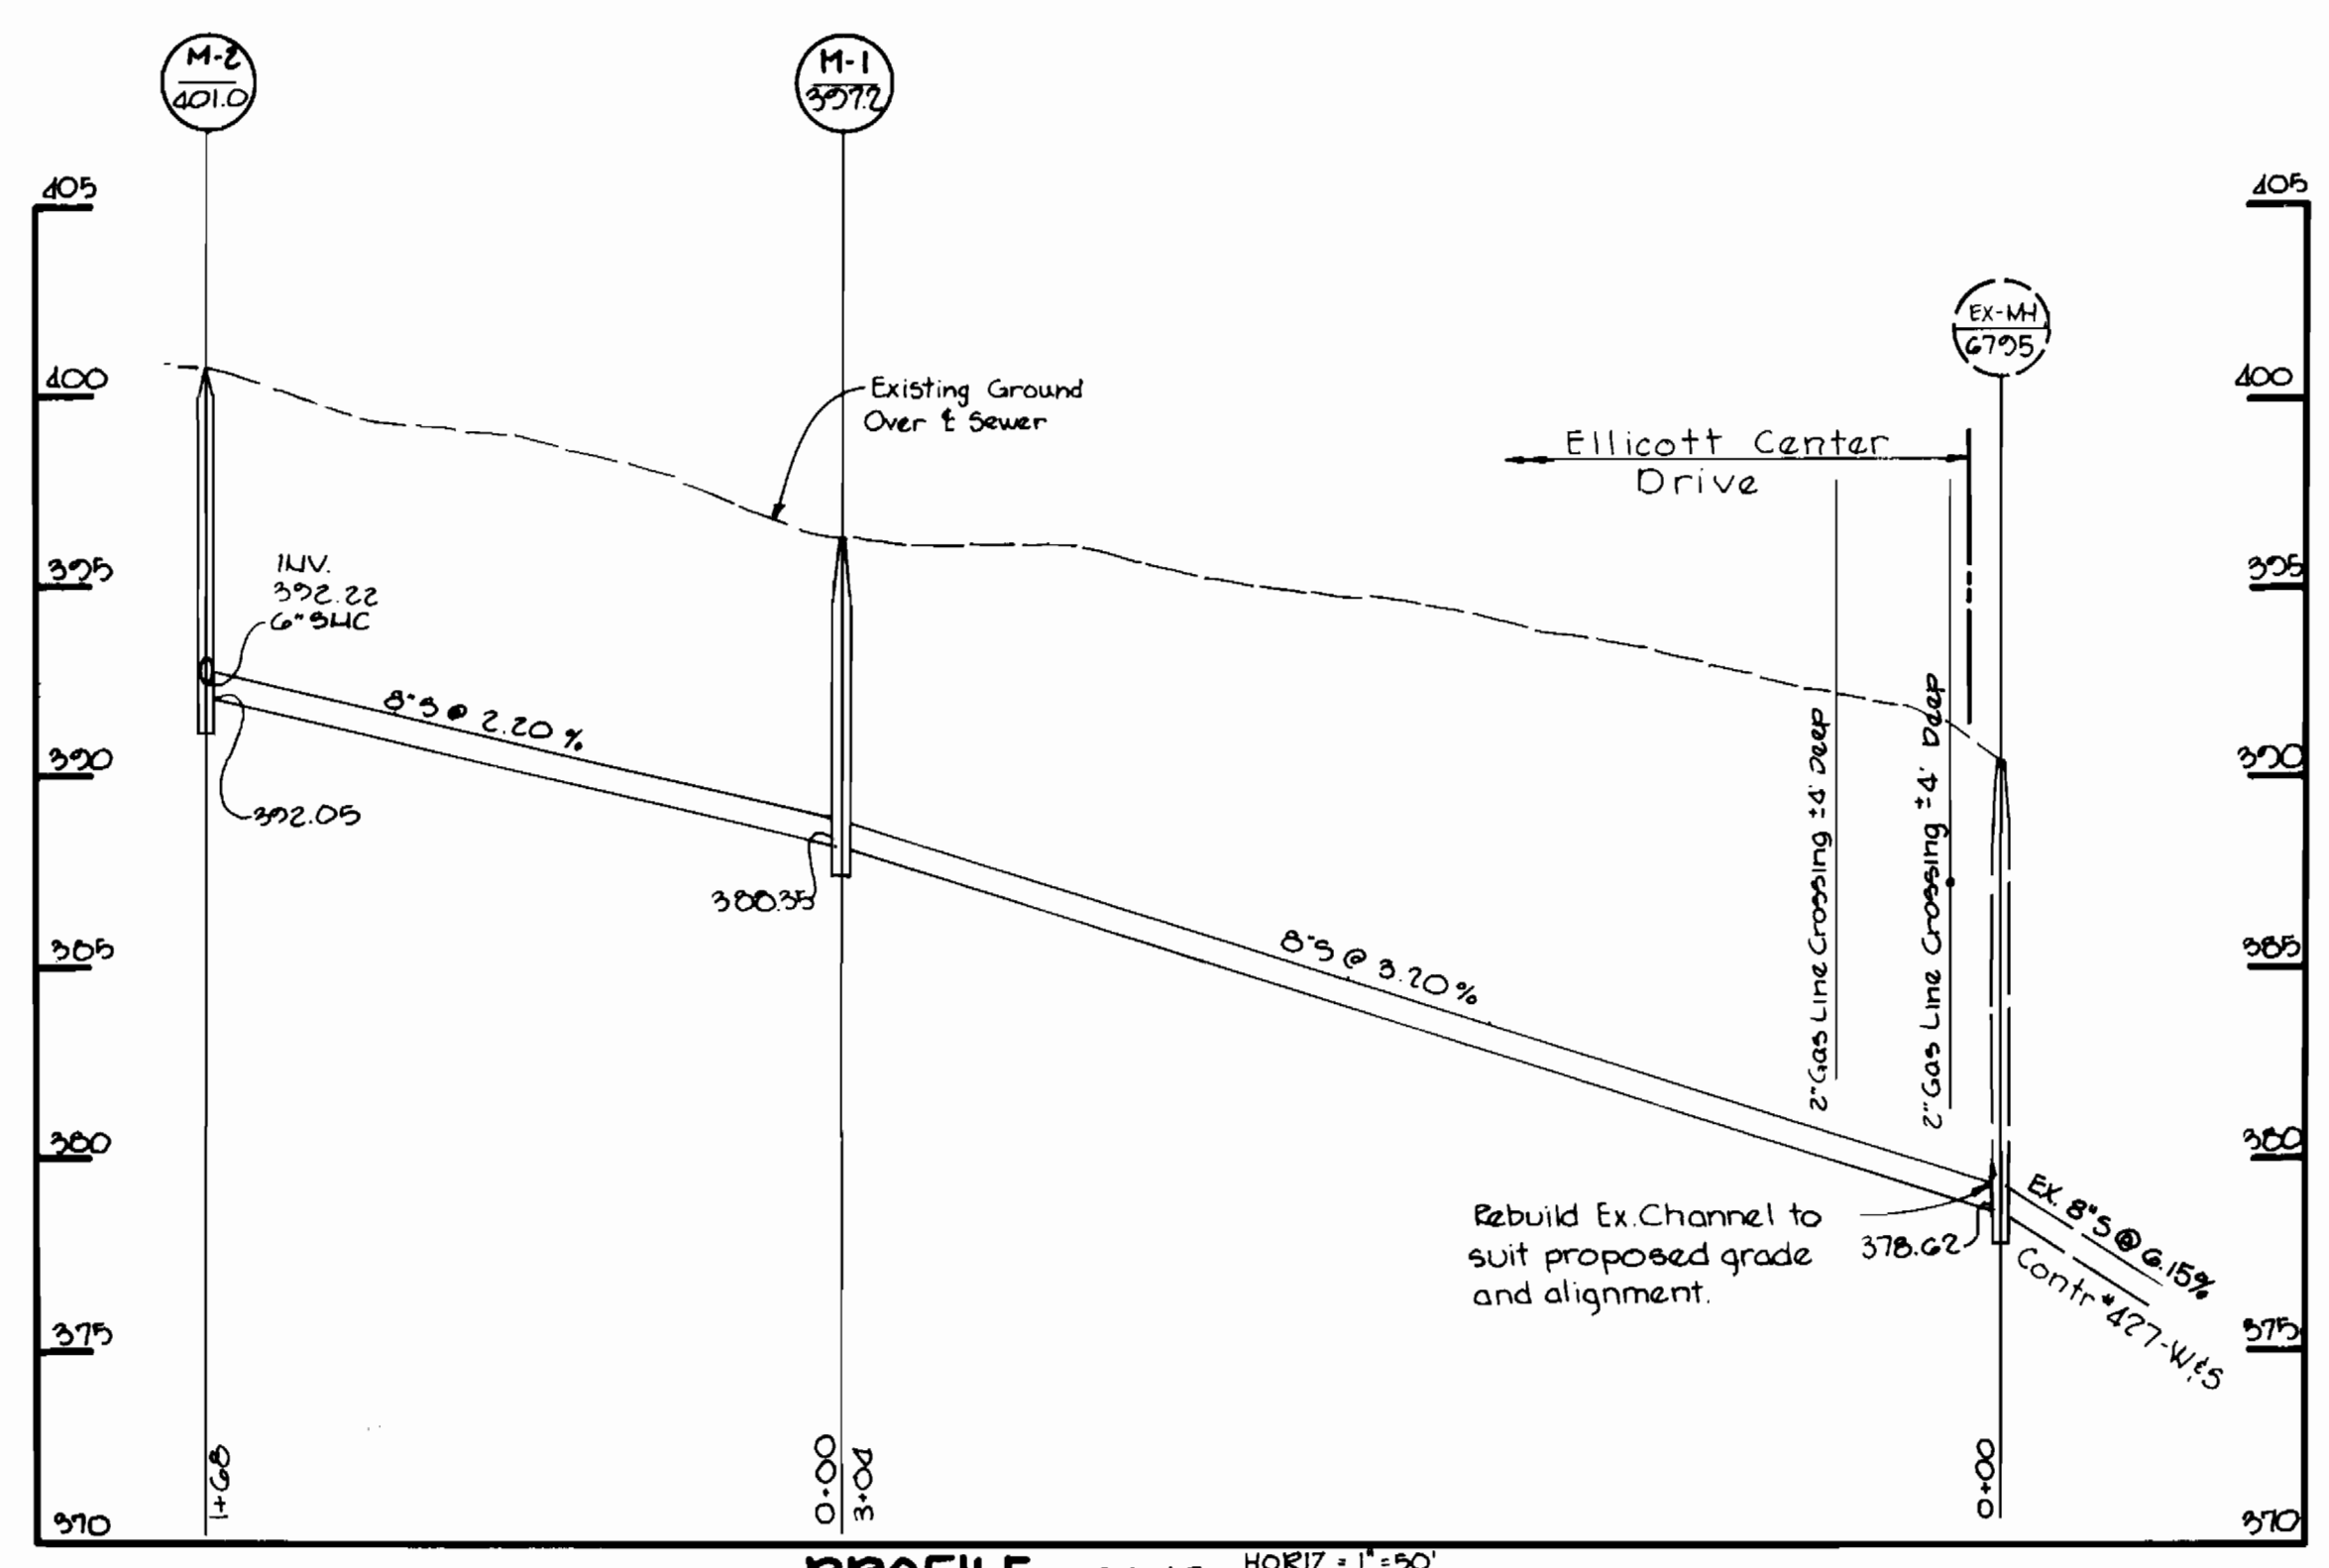 M-2
401.0
M-1
397.2
EX-MH
6795
405
400
395
390
385
380
375
370
405
400
395
390
385
380
375
370
Existing Ground
Over ℄ Sewer
Ellicott Center
Drive
INV.
392.22
6" SHC
8"S @ 2.20 %
392.05
388.35
8"S @ 3.20 %
2" Gas Line Crossing ±4' Deep
2" Gas Line Crossing ±4' Deep
Rebuild Ex. Channel to
suit proposed grade
and alignment.
378.62
EX. 8"S @ 6.15%
Contr #427-W&S
1+68
0+00
3+04
0+00
PROFILE
HORIZ = 1" = 50'